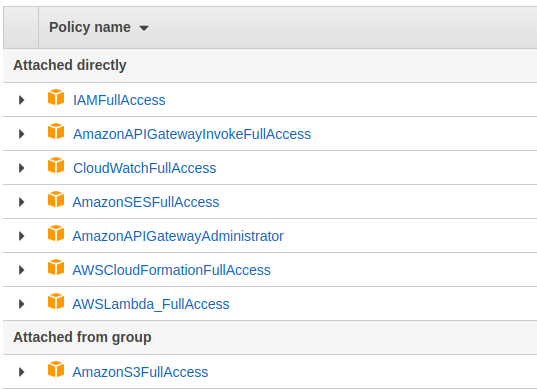 Policy name
Attached directly
IAMFullAccess
AmazonAPIGatewayInvokeFullAccess
CloudWatchFullAccess
AmazonSESFullAccess
AmazonAPIGatewayAdministrator
AWSCloudFormationFullAccess
AWSLambda_FullAccess
Attached from group
AmazonS3FullAccess